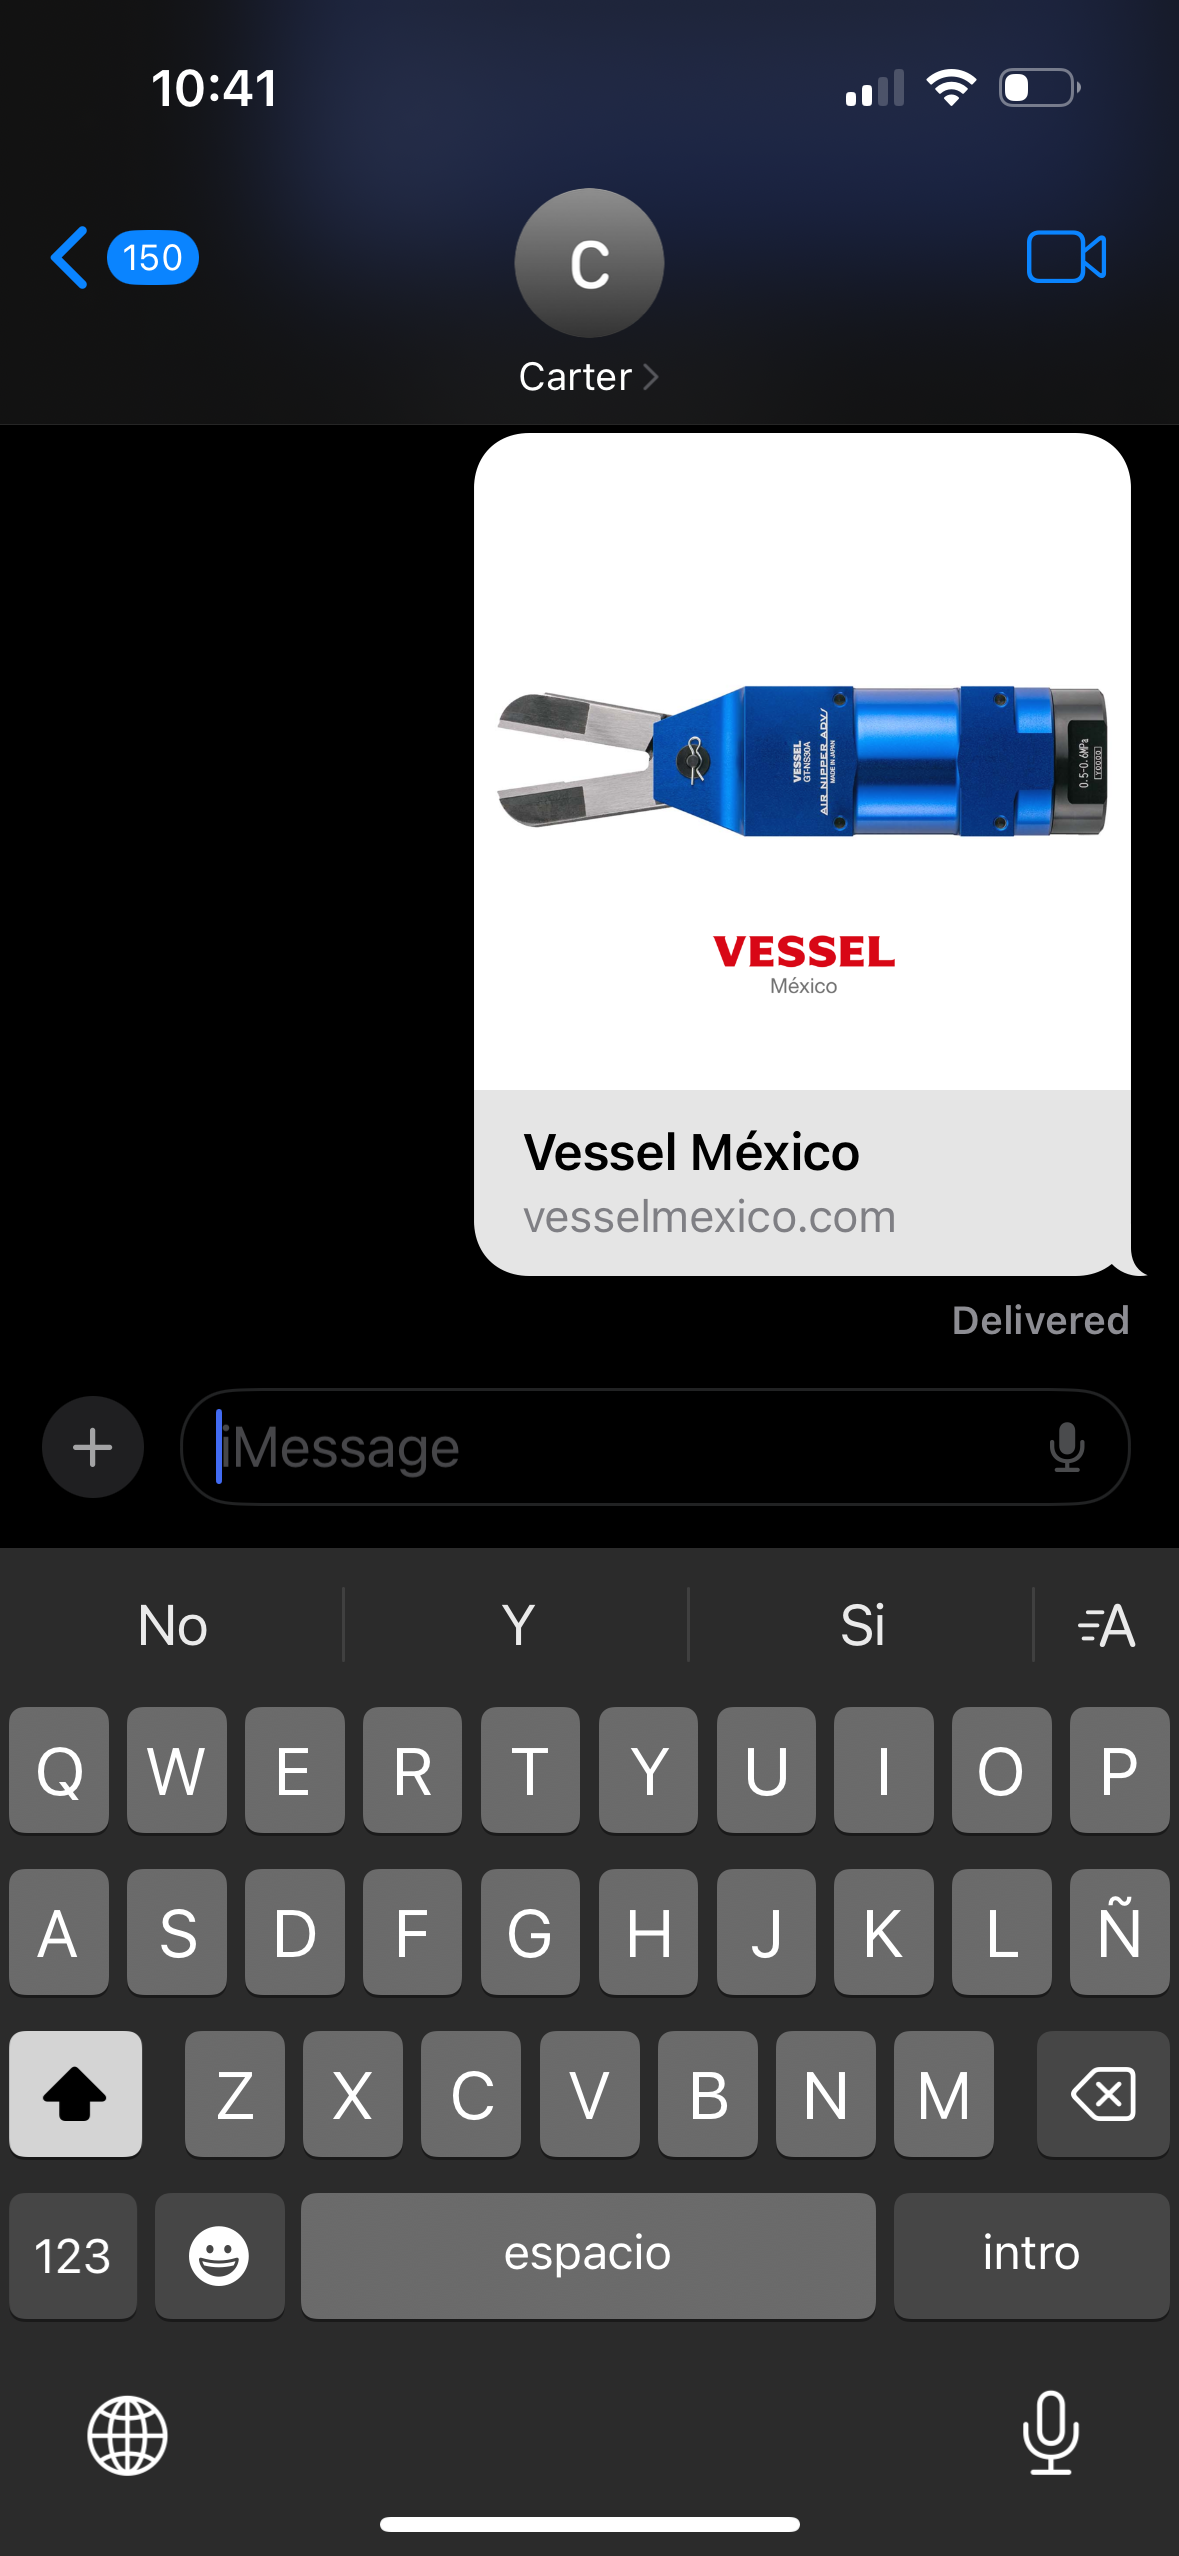 10:41
150
C
Carter
VESSEL
GT-NS30A
AIR NIPPER ADV
MADE IN JAPAN
0.5-0.6MPa
VESSEL
México
Vessel México
vesselmexico.com
Delivered
iMessage
No Y Si A
Q W E R T Y U I O P
A S D F G H J K L Ñ
Z X C V B N M
123 espacio intro